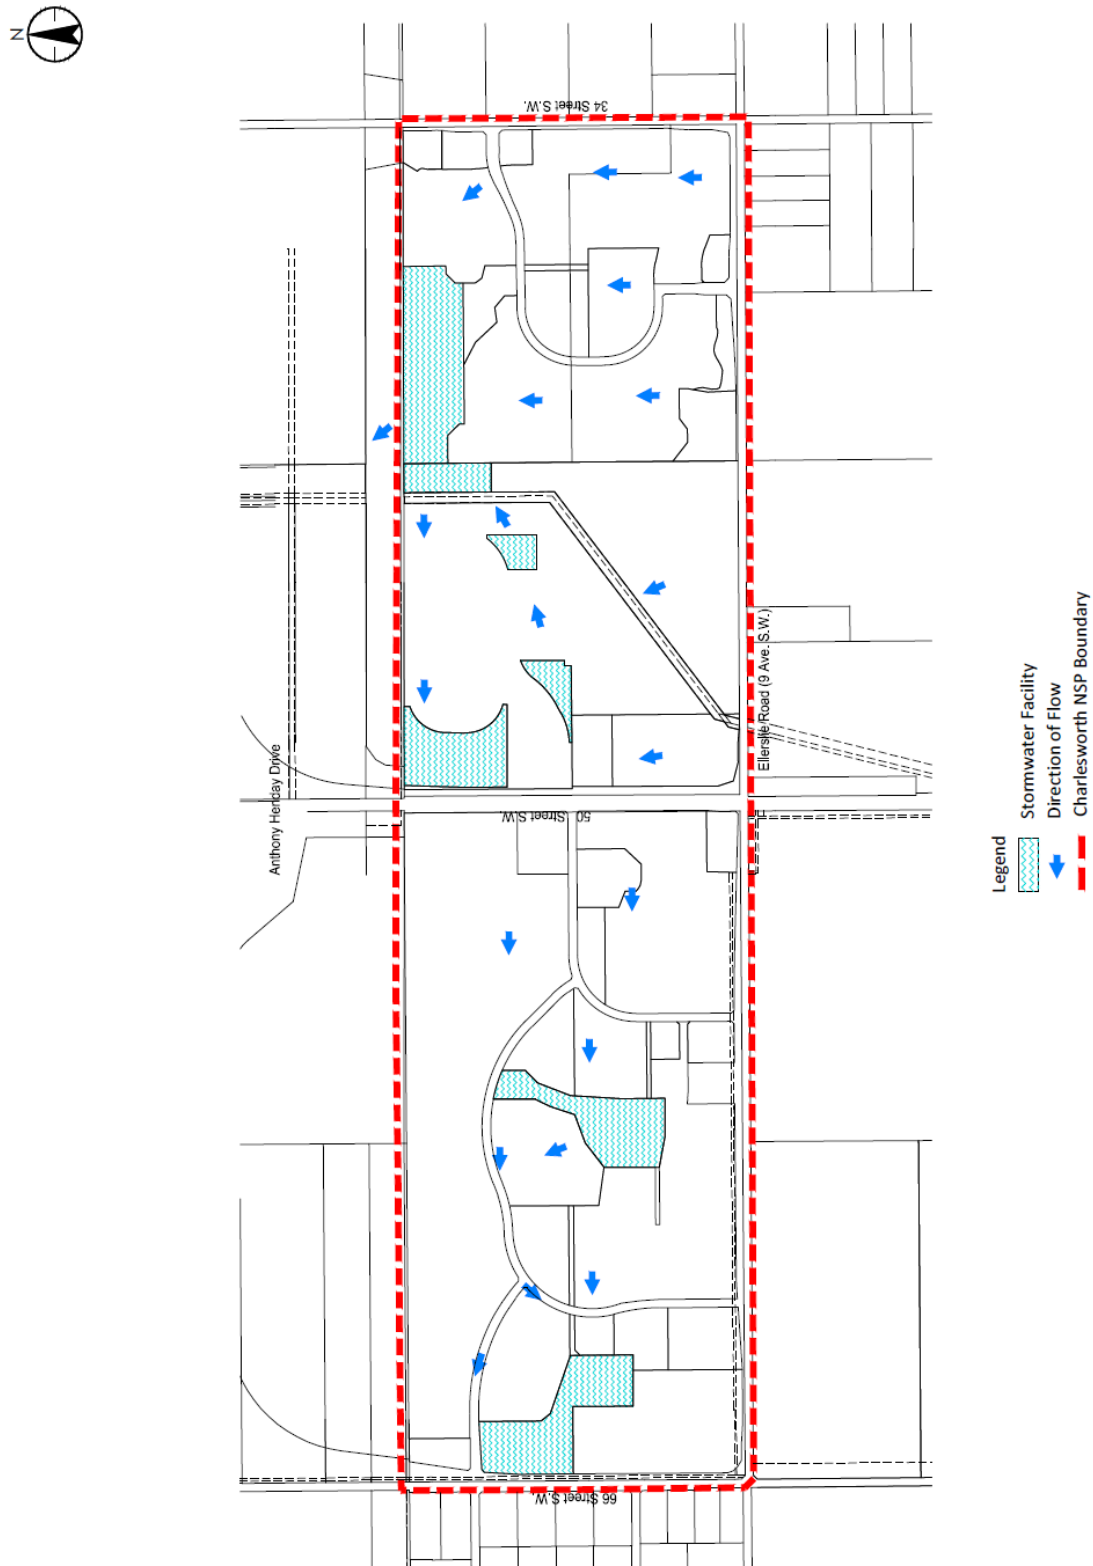 N
34 Street S.W.
Anthony Henday Drive
Ellerslie Road (9 Ave. S.W.)
50 Street S.W.
66 Street S.W.
Legend
Stormwater Facility
Direction of Flow
Charlesworth NSP Boundary